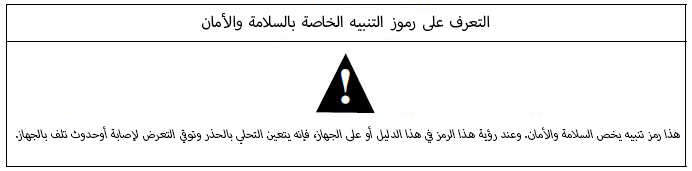 التعرف على رموز التنبيه الخاصة بالسلامة والأمان
!
هذا رمز تنبيه يخص السلامة والأمان. وعند رؤية هذا الرمز في هذا الدليل أو على الجهاز، فإنه يتعين التحلي بالحذر وتوقي التعرض لإصابة أوحدوث تلف بالجهاز.